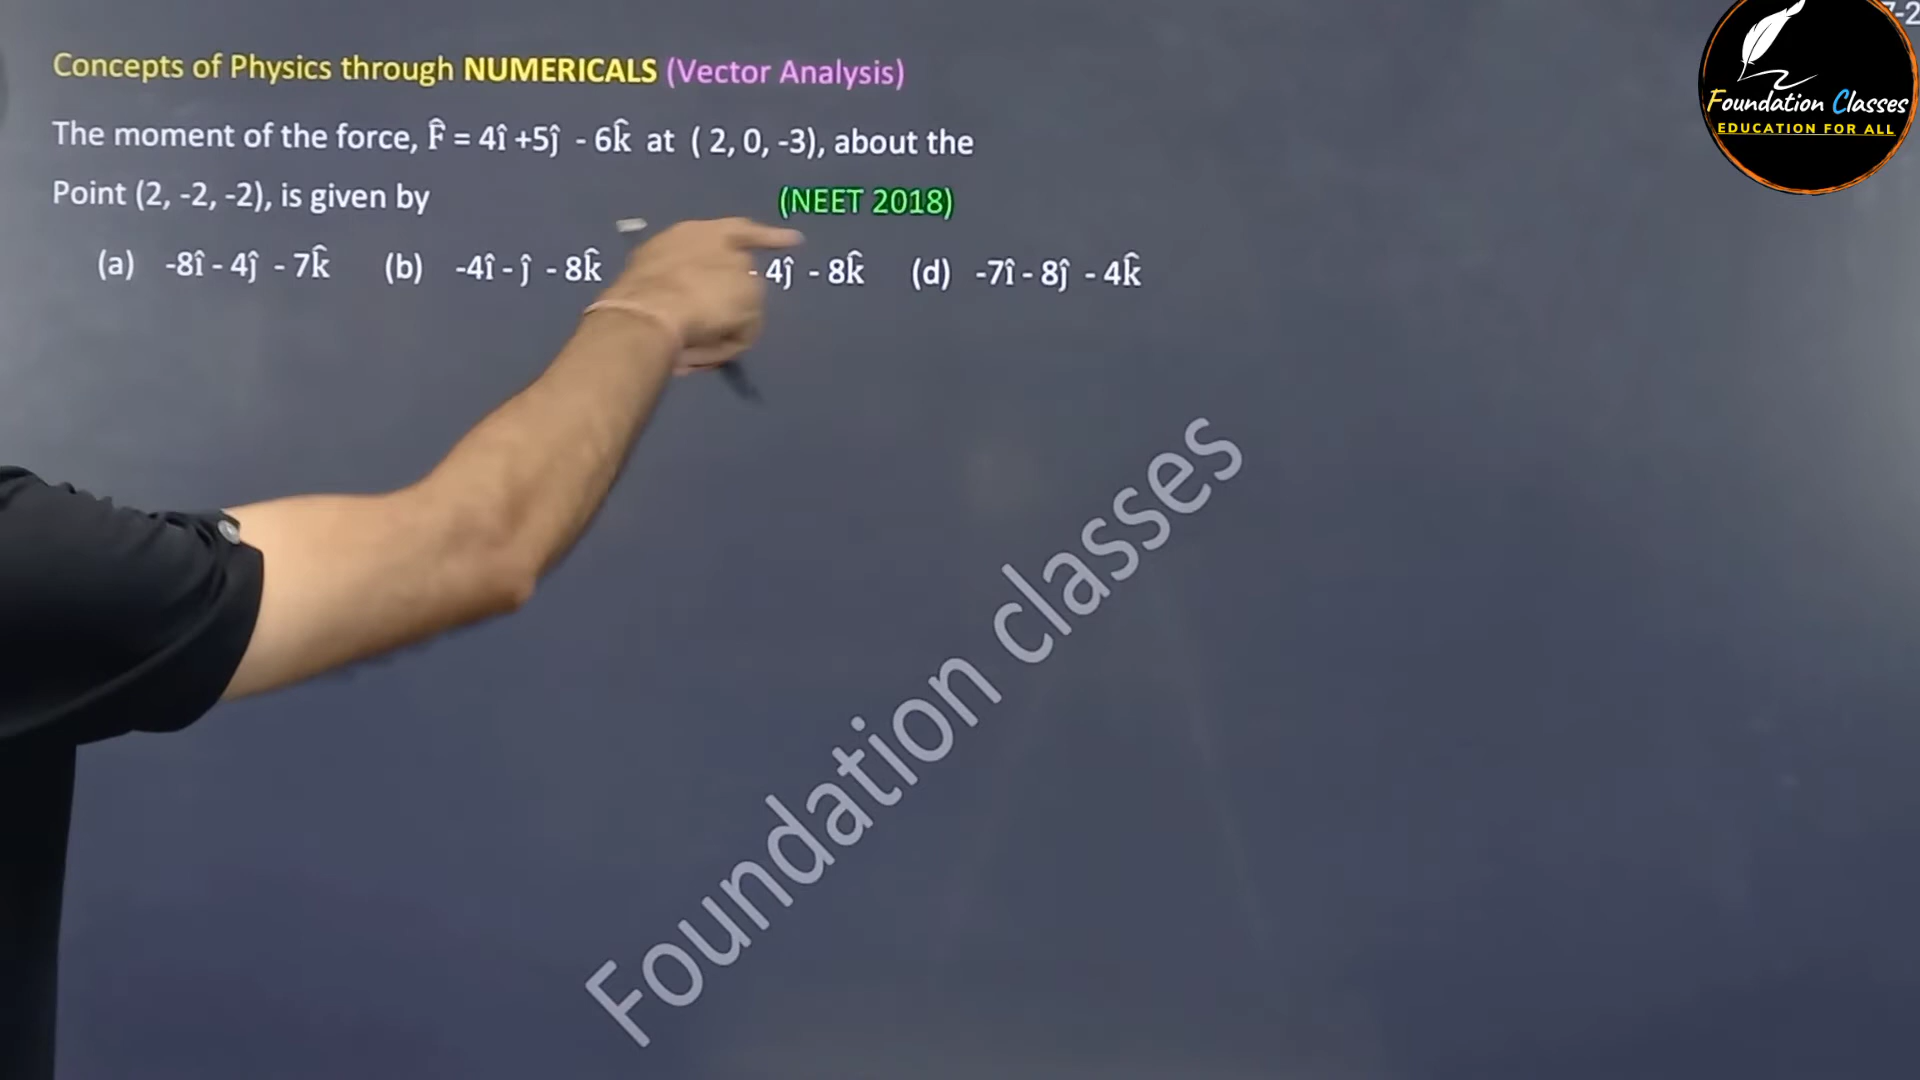 7-2
Foundation Classes
EDUCATION FOR ALL
Concepts of Physics through NUMERICALS (Vector Analysis)
The moment of the force, F̂ = 4î +5ĵ - 6k̂ at ( 2, 0, -3), about the
Point (2, -2, -2), is given by (NEET 2018)
(a) -8î - 4ĵ - 7k̂ (b) -4î - ĵ - 8k̂ - 4ĵ - 8k̂ (d) -7î - 8ĵ - 4k̂
Foundation classes